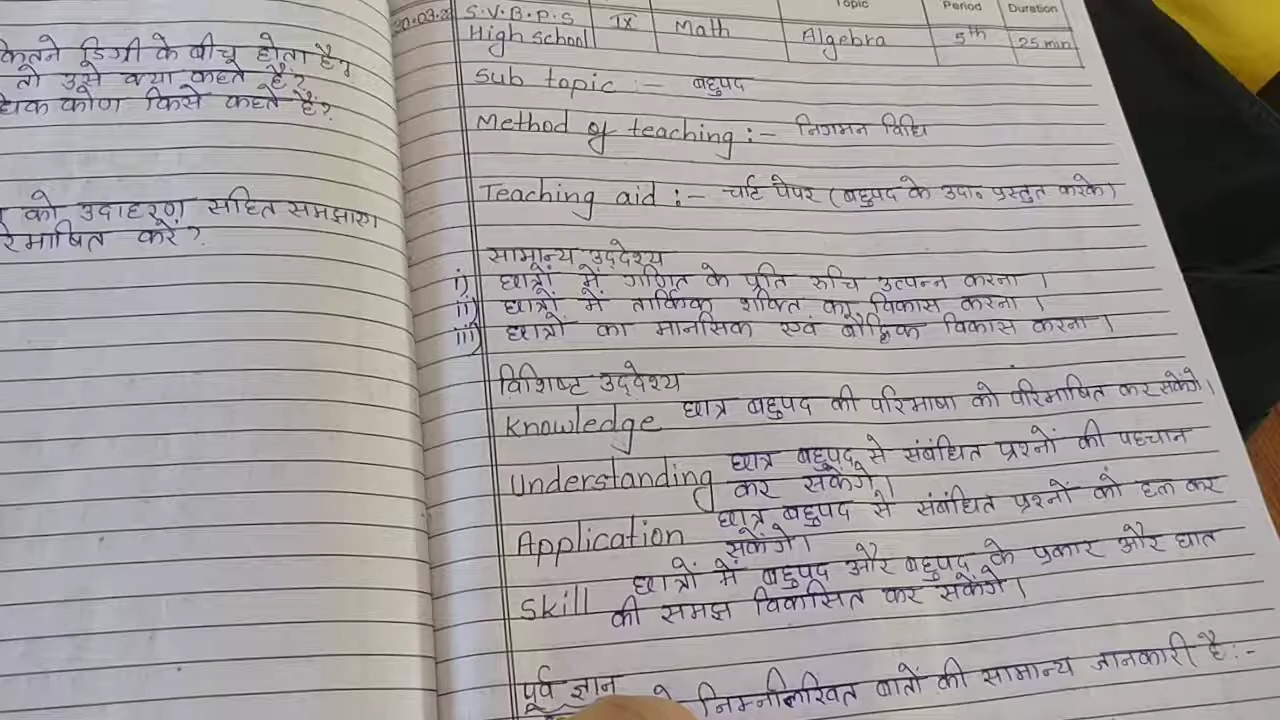 कितने डिग्री के बीच होता है?
तो उसे क्या कहते हैं?
कोण किसे कहते हैं?
को उदाहरण सहित समझाए।
करें?
Topic Period Duration
S.V.B.P.S IX Math Algebra 5th 25 min
High school
Sub topic :- बहुपद
Method of teaching :- निगमन विधि
Teaching aid :- चार्ट पेपर (बहुपद के उदा० प्रस्तुत करके)
सामान्य उद्देश्य
i) छात्रों में गणित के प्रति रुचि उत्पन्न करना।
ii) छात्रों में तार्किक शक्ति का विकास करना।
iii) छात्रों का मानसिक एवं बौद्धिक विकास करना।
विशिष्ट उद्देश्य
Knowledge छात्र बहुपद की परिभाषा को परिभाषित कर सकेंगे।
Understanding छात्र बहुपद से संबंधित प्रश्नों की पहचान
कर सकेंगे।
Application छात्र बहुपद से संबंधित प्रश्नों को हल कर
सकेंगे।
Skill छात्रों में बहुपद और बहुपद के प्रकार और घात
की समझ विकासित कर सकेंगे।
पूर्व ज्ञान
निम्नलिखित बातों की सामान्य जानकारी है:-